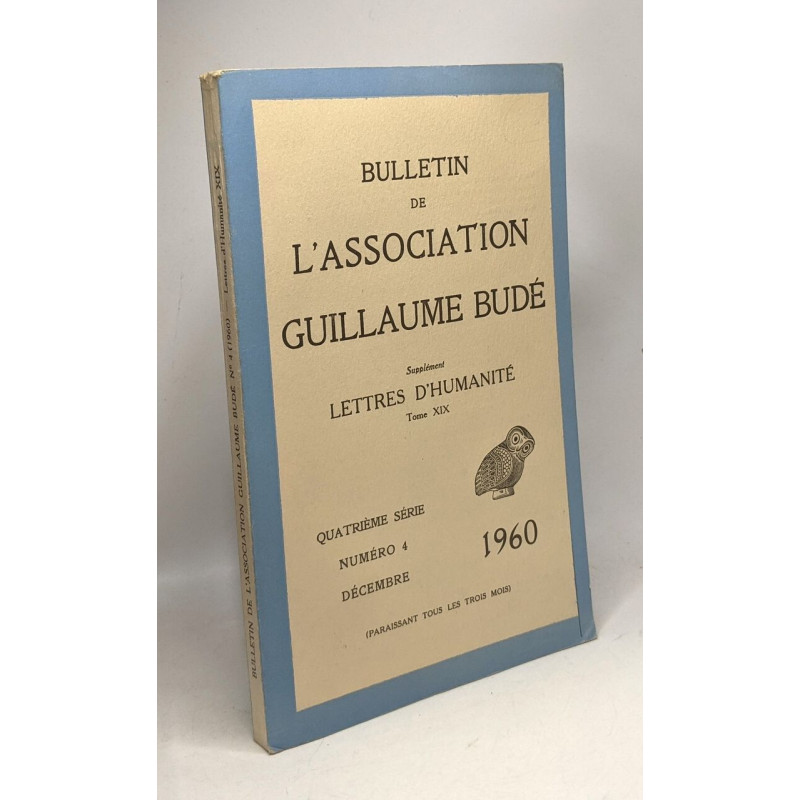 BULLETIN
DE
L'ASSOCIATION
GUILLAUME BUDÉ
Supplément
LETTRES D'HUMANITÉ
Tome XIX
QUATRIÈME SÉRIE
NUMÉRO 4
DÉCEMBRE
1960
(PARAISSANT TOUS LES TROIS MOIS)
BULLETIN DE L'ASSOCIATION GUILLAUME BUDÉ N° 4 (1960) — Lettres d'Humanité XIX